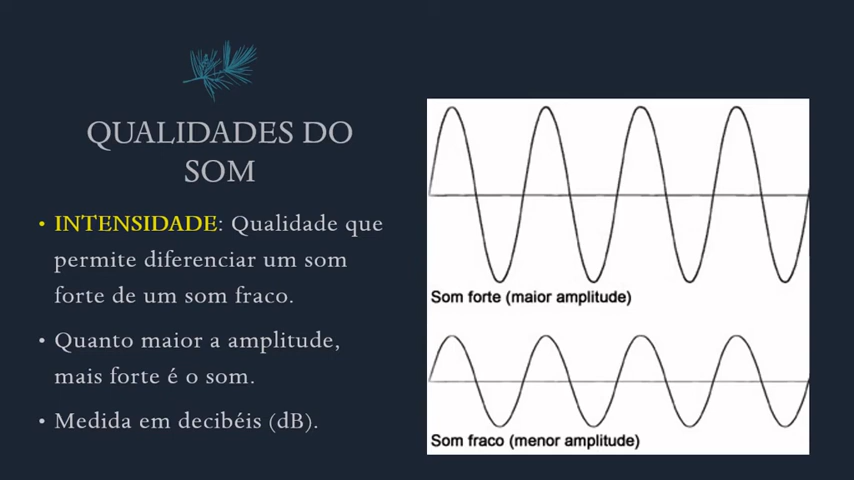 QUALIDADES DO
SOM
• INTENSIDADE: Qualidade que
permite diferenciar um som
forte de um som fraco.
• Quanto maior a amplitude,
mais forte é o som.
• Medida em decibéis (dB).
Som forte (maior amplitude)
Som fraco (menor amplitude)